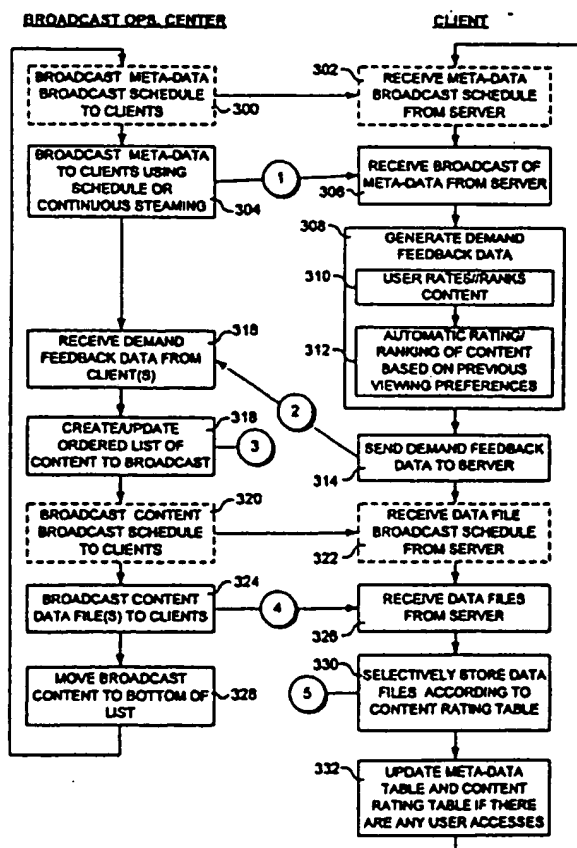 BROADCAST OPS. CENTER
CLIENT
BROADCAST META-DATA
BROADCAST SCHEDULE
TO CLIENTS
300
302
RECEIVE META-DATA
BROADCAST SCHEDULE
FROM SERVER
BROADCAST META-DATA
TO CLIENTS USING
SCHEDULE OR
CONTINUOUS STEAMING
304
1
RECEIVE BROADCAST OF
META-DATA FROM SERVER
306
308
GENERATE DEMAND
FEEDBACK DATA
310
USER RATES//RANKS
CONTENT
312
AUTOMATIC RATING/
RANKING OF CONTENT
BASED ON PREVIOUS
VIEWING PREFERENCES
318
RECEIVE DEMAND
FEEDBACK DATA FROM
CLIENT(S)
2
318
CREATE/UPDATE
ORDERED LIST OF
CONTENT TO BROADCAST
3
SEND DEMAND FEEDBACK
DATA TO SERVER
314
320
BROADCAST CONTENT
BROADCAST SCHEDULE
TO CLIENTS
RECEIVE DATA FILE
BROADCAST SCHEDULE
FROM SERVER
322
324
BROADCAST CONTENT
DATA FILE(S) TO CLIENTS
4
RECEIVE DATA FILES
FROM SERVER
326
MOVE BROADCAST
CONTENT TO BOTTOM OF
LIST
328
330
SELECTIVELY STORE DATA
FILES ACCORDING TO
CONTENT RATING TABLE
5
332
UPDATE META-DATA
TABLE AND CONTENT
RATING TABLE IF THERE
ARE ANY USER ACCESSES